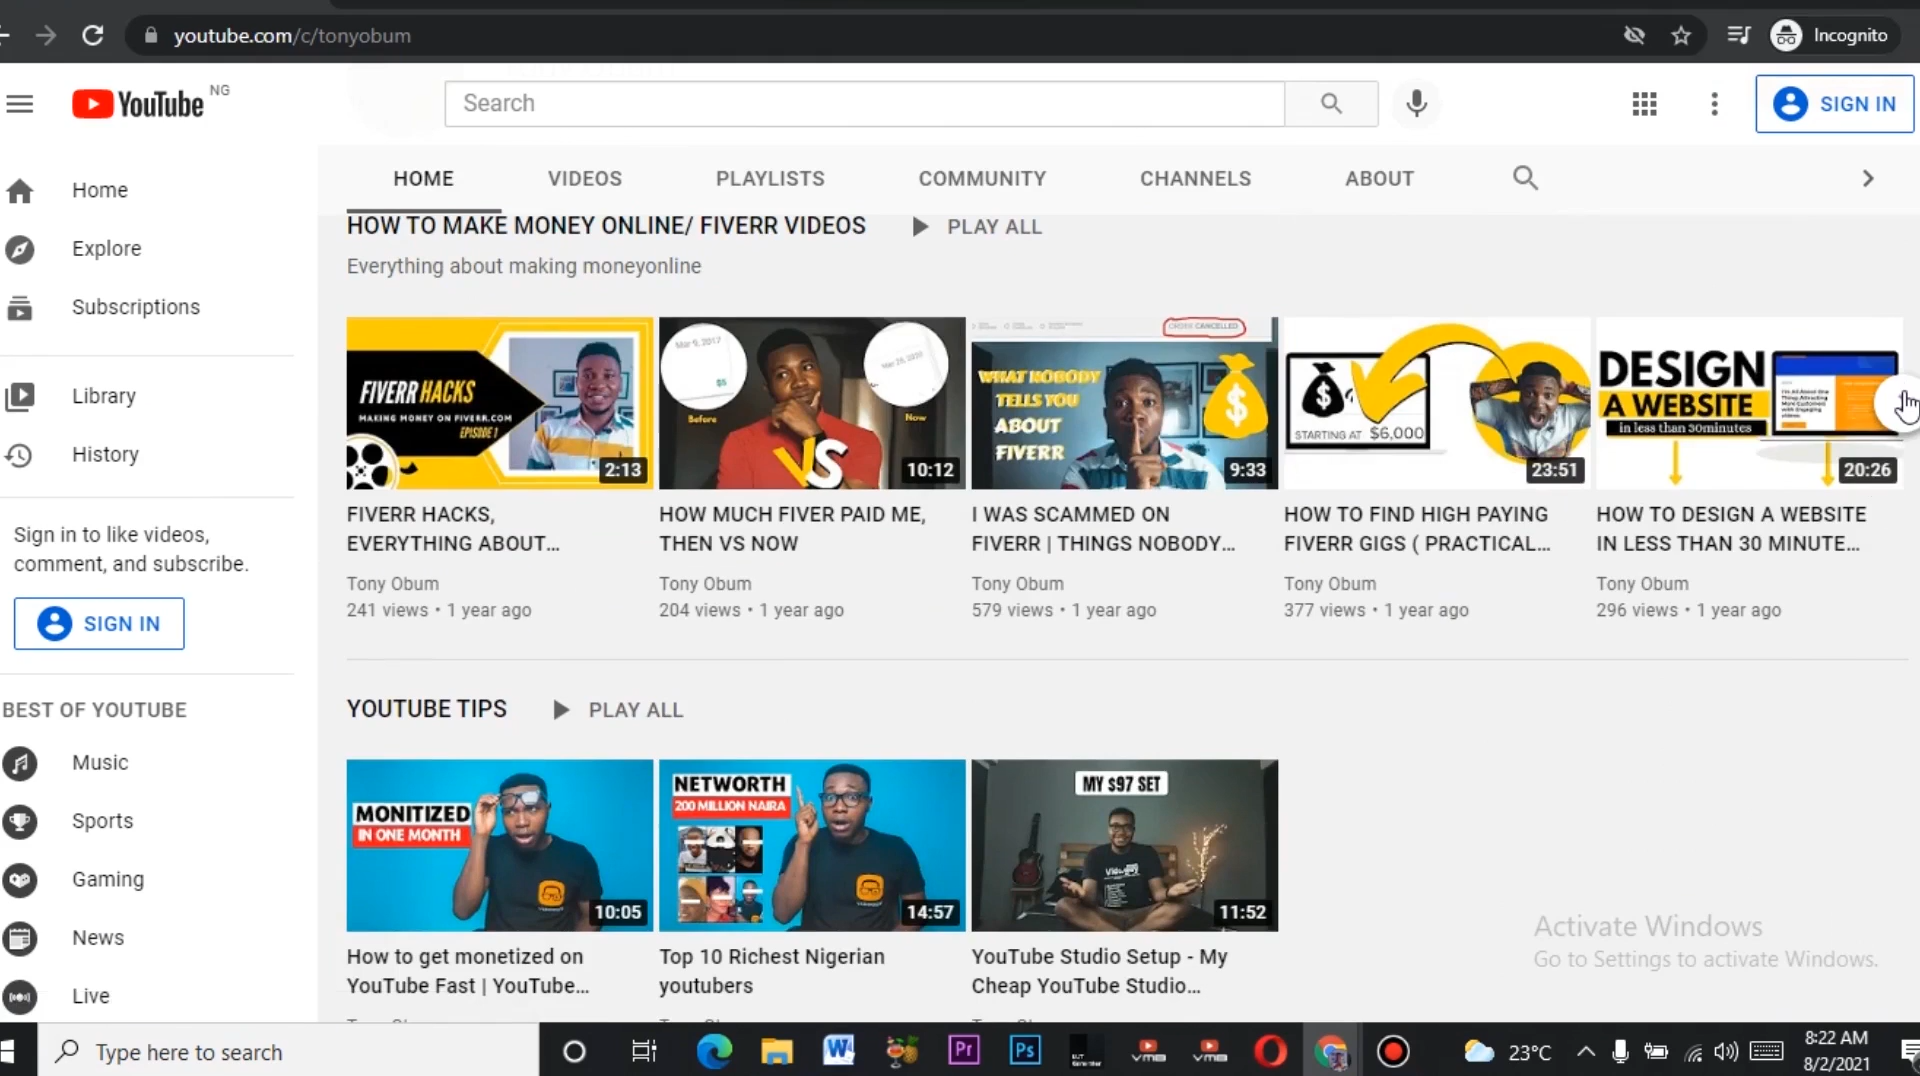 youtube.com/c/tonyobum
Incognito
YouTube NG
Search
SIGN IN
HOME VIDEOS PLAYLISTS COMMUNITY CHANNELS ABOUT
Home
Explore
Subscriptions
Library
History
Sign in to like videos,
comment, and subscribe.
SIGN IN
BEST OF YOUTUBE
Music
Sports
Gaming
News
Live
HOW TO MAKE MONEY ONLINE/ FIVERR VIDEOS PLAY ALL
Everything about making moneyonline
FIVERR HACKS
MAKING MONEY ON FIVERR.COM
EPISODE 1
2:13
Mar 9, 2017
$5
Before
Now
VS
10:12
ORDER CANCELLED
WHAT NOBODY
TELLS YOU
ABOUT
FIVERR
$
9:33
$
STARTING AT $6,000
23:51
DESIGN
A WEBSITE
in less than 30minutes
20:26
FIVERR HACKS,
EVERYTHING ABOUT...
Tony Obum
241 views • 1 year ago
HOW MUCH FIVER PAID ME,
THEN VS NOW
Tony Obum
204 views • 1 year ago
I WAS SCAMMED ON
FIVERR | THINGS NOBODY...
Tony Obum
579 views • 1 year ago
HOW TO FIND HIGH PAYING
FIVERR GIGS ( PRACTICAL...
Tony Obum
377 views • 1 year ago
HOW TO DESIGN A WEBSITE
IN LESS THAN 30 MINUTE...
Tony Obum
296 views • 1 year ago
YOUTUBE TIPS PLAY ALL
MONITIZED
IN ONE MONTH
10:05
NETWORTH
200 MILLION NAIRA
14:57
MY $97 SET
11:52
How to get monetized on
YouTube Fast | YouTube...
Top 10 Richest Nigerian
youtubers
YouTube Studio Setup - My
Cheap YouTube Studio...
Activate Windows
Go to Settings to activate Windows.
Type here to search
W
Pr
Ps
23°C
8:22 AM
8/2/2021